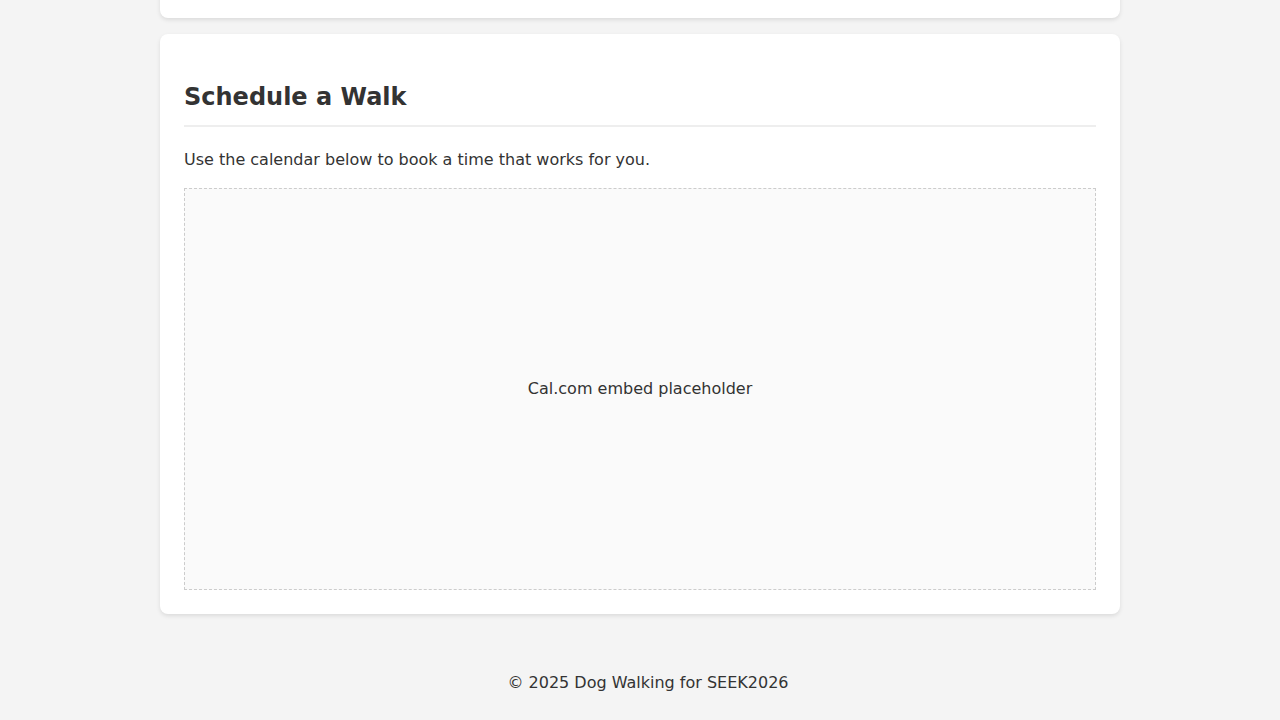 Schedule a Walk
Use the calendar below to book a time that works for you.
Cal.com embed placeholder
© 2025 Dog Walking for SEEK2026